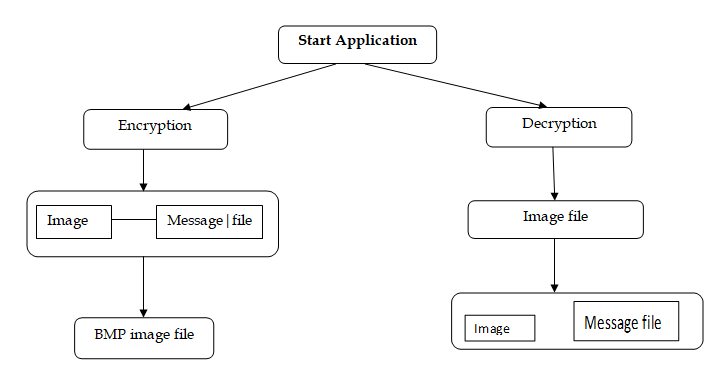 Start Application
Encryption
Decryption
Image
Message|file
Image file
BMP image file
Image
Message file